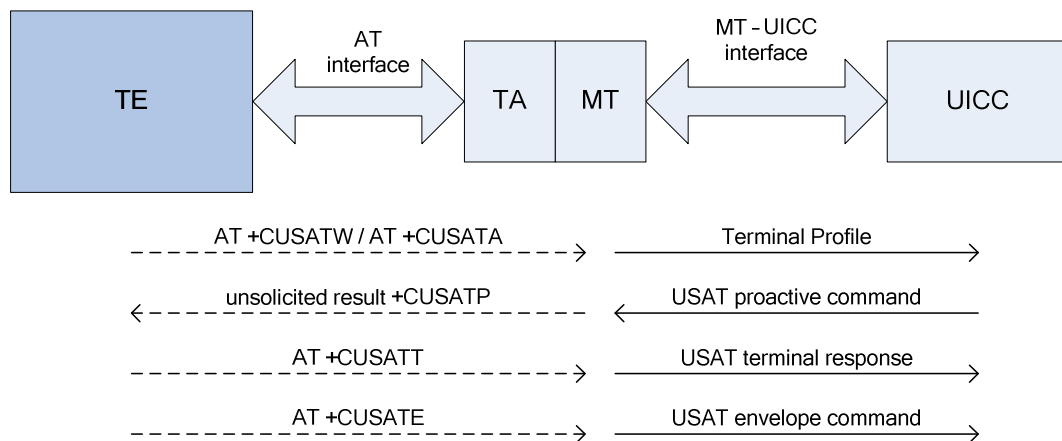 AT
interface
MT - UICC
interface
TE
TA
MT
UICC
AT +CUSATW / AT +CUSATA
Terminal Profile
unsolicited result +CUSATP
USAT proactive command
AT +CUSATT
USAT terminal response
AT +CUSATE
USAT envelope command